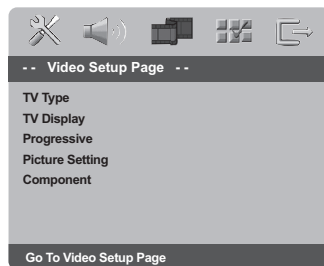 - - Video Setup Page - -
TV Type
TV Display
Progressive
Picture Setting
Component
Go To Video Setup Page